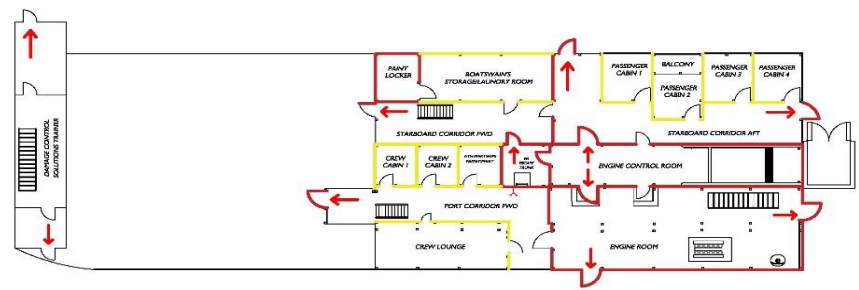 PAINT
LOCKER
BOATSWAIN'S
STORAGE/LAUNDRY ROOM
PASSENGER
CABIN 1
BALCONY
PASSENGER
CABIN 2
PASSENGER
CABIN 3
PASSENGER
CABIN 4
DAMAGE CONTROL
SOLUTIONS TRAINER
STARBOARD CORRIDOR FWD
STARBOARD CORRIDOR AFT
CREW
CABIN 1
CREW
CABIN 2
ESCAPE
TRUNK
ENGINE CONTROL ROOM
PORT CORRIDOR FWD
CREW LOUNGE
ENGINE ROOM